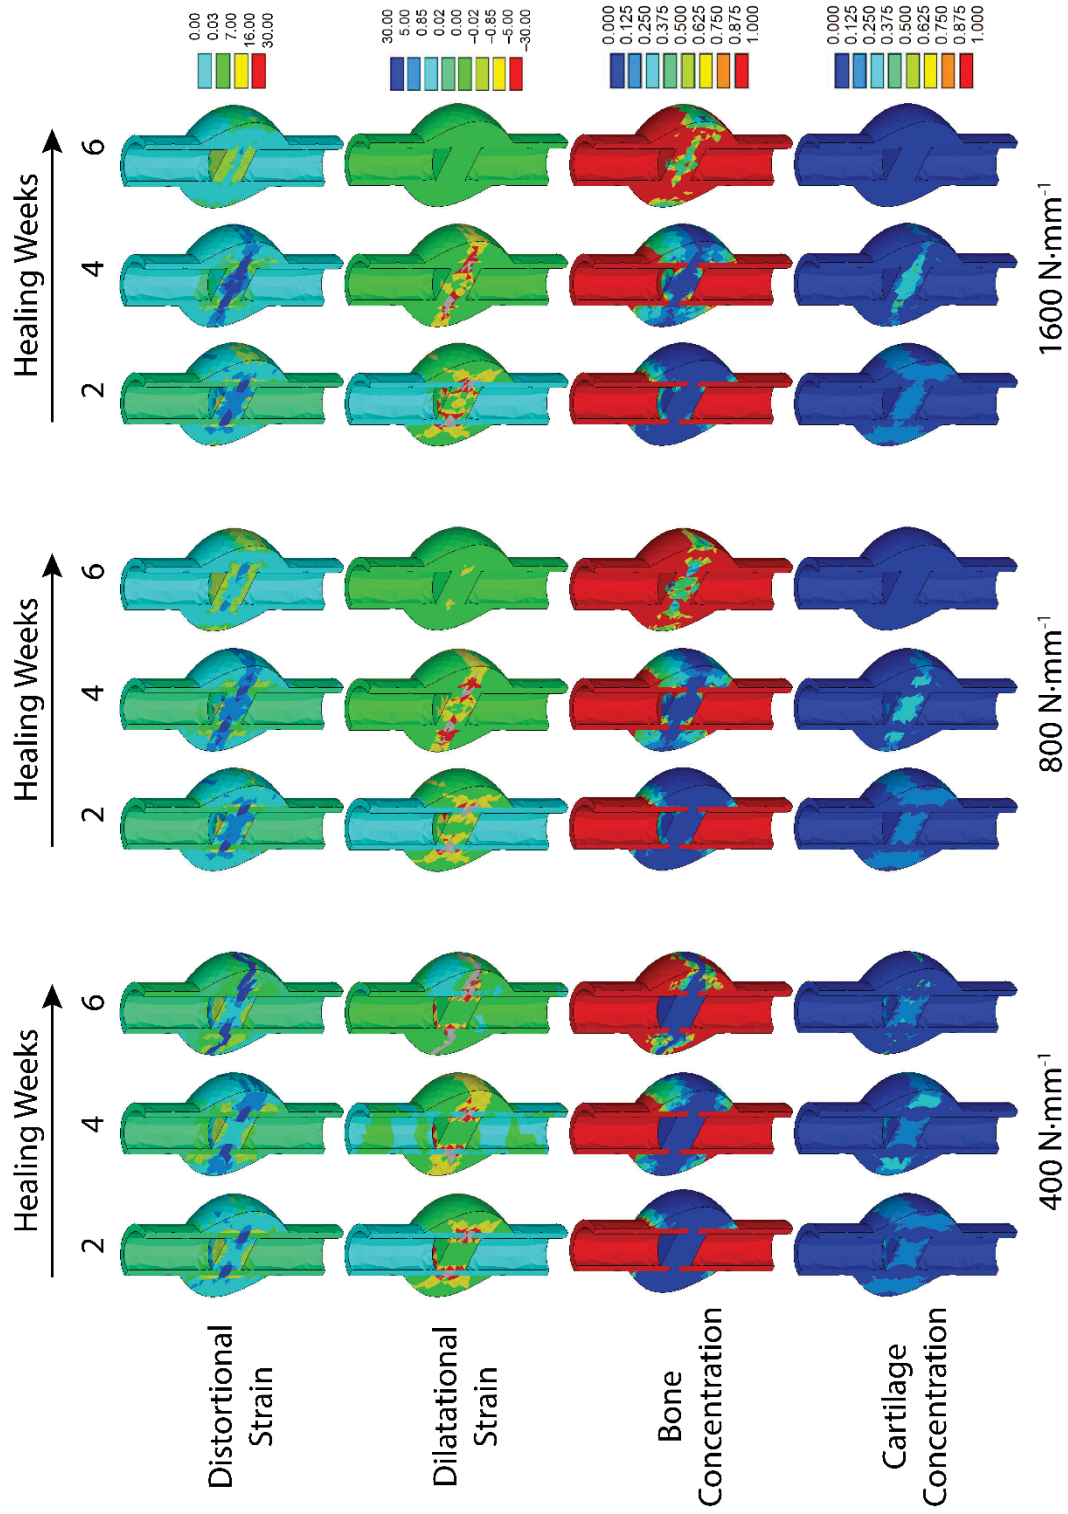 Healing Weeks
2
4
6
Healing Weeks
2
4
6
Healing Weeks
2
4
6
Distortional
Strain
0.00
0.03
7.00
16.00
30.00
Dilatational
Strain
30.00
5.00
0.85
0.02
0.00
−0.02
−0.85
−5.00
−30.00
Bone
Concentration
0.000
0.125
0.250
0.375
0.500
0.625
0.750
0.875
1.000
Cartilage
Concentration
0.000
0.125
0.250
0.375
0.500
0.625
0.750
0.875
1.000
400 N·mm⁻¹
800 N·mm⁻¹
1600 N·mm⁻¹